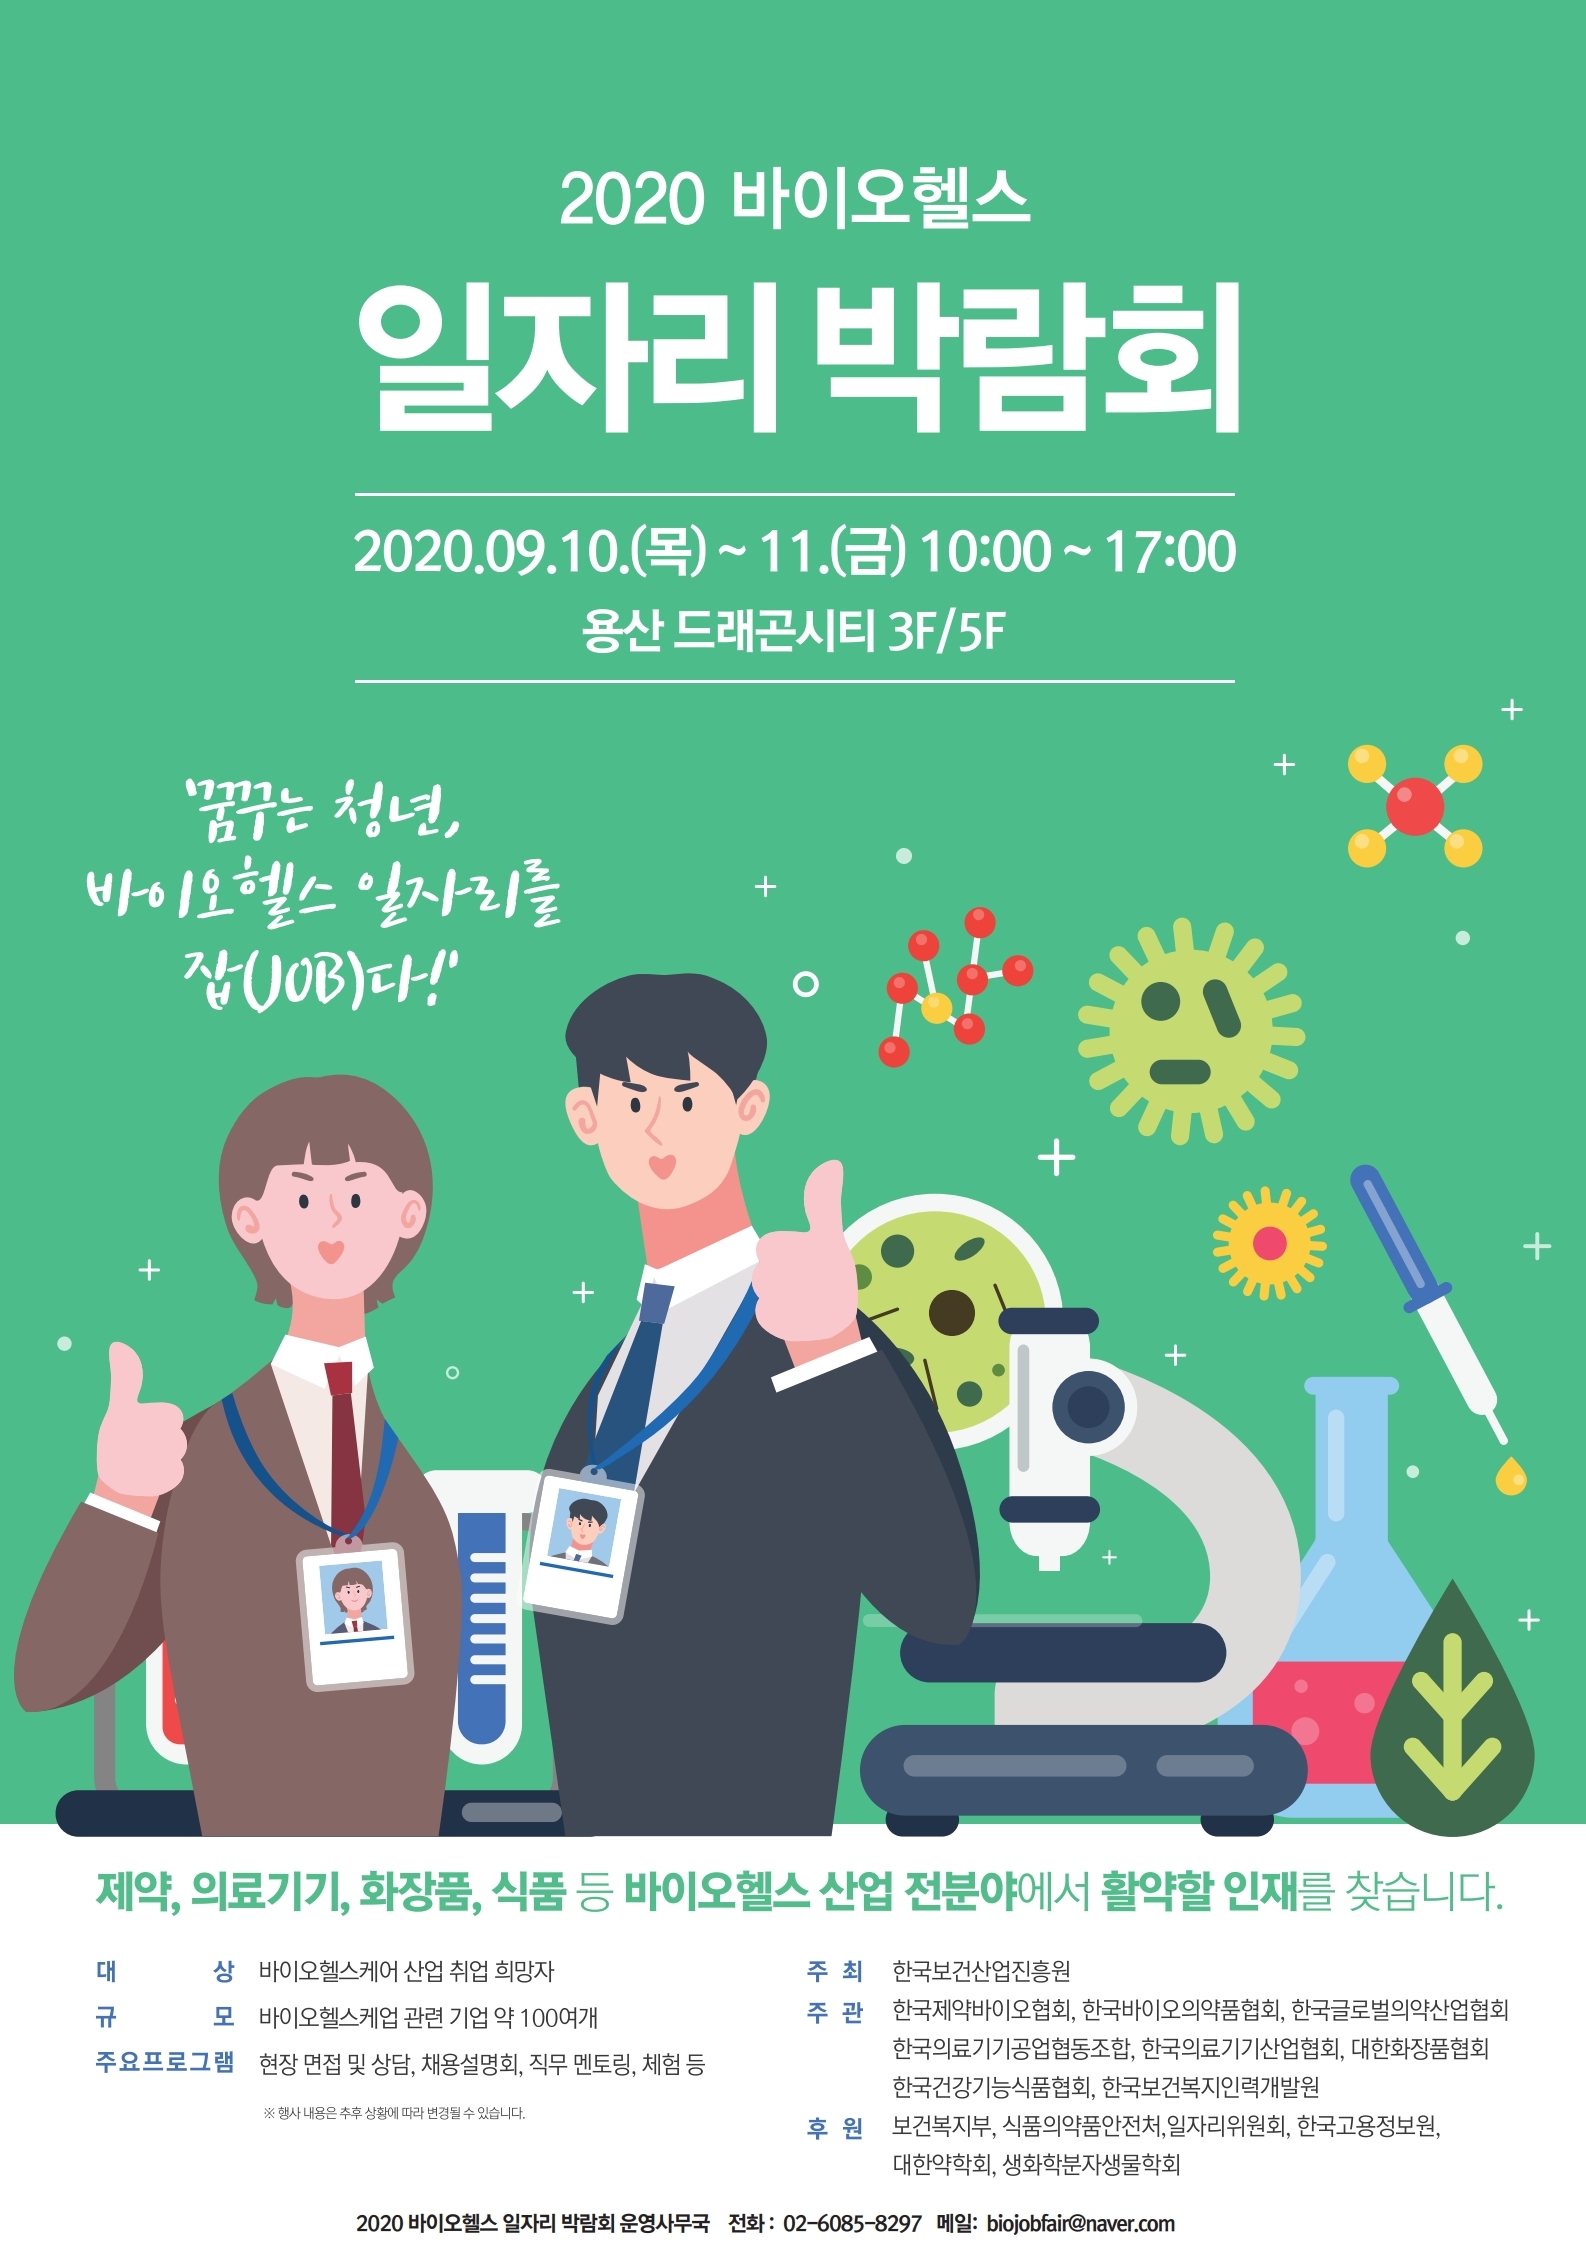 2020 바이오헬스
일자리 박람회
2020.09.10.(목) ~ 11.(금) 10:00 ~ 17:00
용산 드래곤시티 3F/5F
"꿈꾸는 청년,
바이오헬스 일자리를
잡(JOB)다!"
제약, 의료기기, 화장품, 식품 등 바이오헬스 산업 전분야에서 활약할 인재를 찾습니다.
대 상 바이오헬스케어 산업 취업 희망자
규 모 바이오헬스케업 관련 기업 약 100여개
주요프로그램 현장 면접 및 상담, 채용설명회, 직무 멘토링, 체험 등
※ 행사 내용은 추후 상황에 따라 변경될 수 있습니다.
주 최 한국보건산업진흥원
주 관 한국제약바이오협회, 한국바이오의약품협회, 한국글로벌의약산업협회
한국의료기기공업협동조합, 한국의료기기산업협회, 대한화장품협회
한국건강기능식품협회, 한국보건복지인력개발원
후 원 보건복지부, 식품의약품안전처,일자리위원회, 한국고용정보원,
대한약학회, 생화학분자생물학회
2020 바이오헬스 일자리 박람회 운영사무국 전화 : 02-6085-8297 메일: biojobfair@naver.com